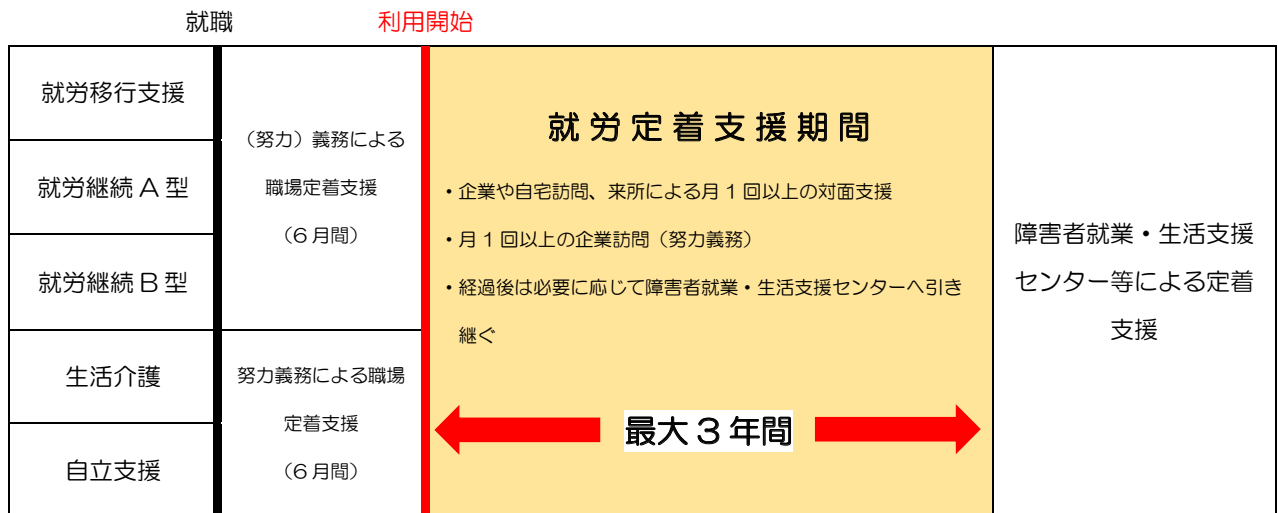 就職
利用開始
就労移行支援
就労継続A型
就労継続B型
生活介護
自立支援
（努力）義務による
職場定着支援
（6月間）
努力義務による職場
定着支援
（6月間）
就労定着支援期間
・企業や自宅訪問、来所による月1回以上の対面支援
・月1回以上の企業訪問（努力義務）
・経過後は必要に応じて障害者就業・生活支援センターへ引き
継ぐ
最大3年間
障害者就業・生活支援
センター等による定着
支援